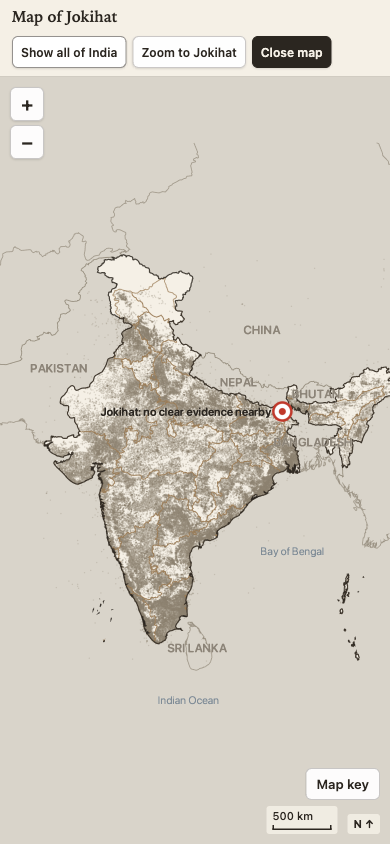 Map of Jokihat
Show all of India
Zoom to Jokihat
Close map
+
−
CHINA
PAKISTAN
NEPAL
BHUTAN
Jokihat: no clear evidence nearby
BANGLADESH
Bay of Bengal
SRI LANKA
Indian Ocean
Map key
500 km
N ↑